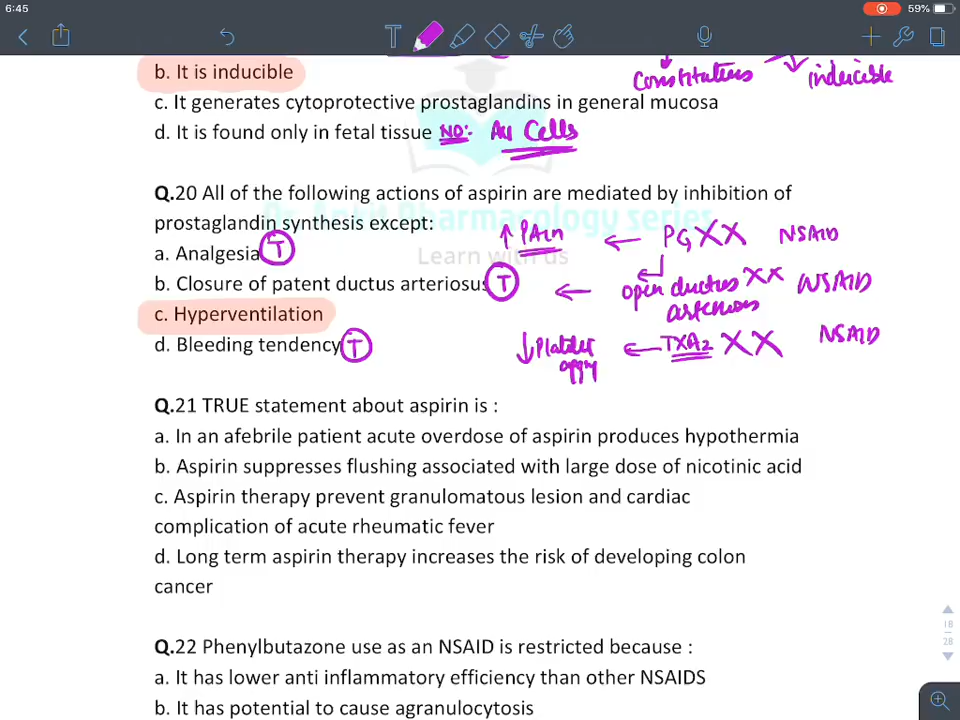 6:45
59%
b. It is inducible
constitutens
inducible
c. It generates cytoprotective prostaglandins in general mucosa
d. It is found only in fetal tissue NO: All Cells
Q.20 All of the following actions of aspirin are mediated by inhibition of
prostaglandin synthesis except:
↑ PAin ← PG XX NSAID
a. Analgesia T
Learn with us
b. Closure of patent ductus arteriosus T ← open ductus XX NSAID
arteriosus
c. Hyperventilation
d. Bleeding tendency T
↓ Platelet ← TXA2 XX NSAID
aggr
Q.21 TRUE statement about aspirin is :
a. In an afebrile patient acute overdose of aspirin produces hypothermia
b. Aspirin suppresses flushing associated with large dose of nicotinic acid
c. Aspirin therapy prevent granulomatous lesion and cardiac
complication of acute rheumatic fever
d. Long term aspirin therapy increases the risk of developing colon
cancer
Q.22 Phenylbutazone use as an NSAID is restricted because :
a. It has lower anti inflammatory efficiency than other NSAIDS
b. It has potential to cause agranulocytosis
18
28